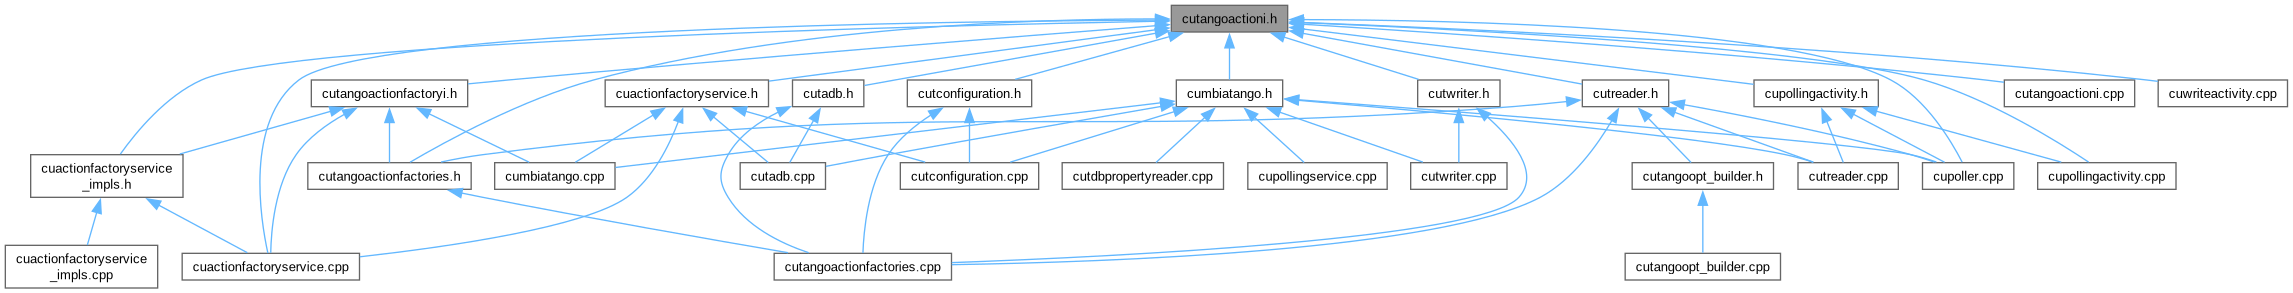 cutangoactioni.h
cutangoactionfactoryi.h
cuactionfactoryservice.h
cutadb.h
cutconfiguration.h
cumbiatango.h
cutwriter.h
cutreader.h
cupollingactivity.h
cutangoactioni.cpp
cuwriteactivity.cpp
cuactionfactoryservice
_impls.h
cutangoactionfactories.h
cumbiatango.cpp
cutadb.cpp
cutconfiguration.cpp
cutdbpropertyreader.cpp
cupollingservice.cpp
cutwriter.cpp
cutangoopt_builder.h
cutreader.cpp
cupoller.cpp
cupollingactivity.cpp
cuactionfactoryservice
_impls.cpp
cuactionfactoryservice.cpp
cutangoactionfactories.cpp
cutangoopt_builder.cpp